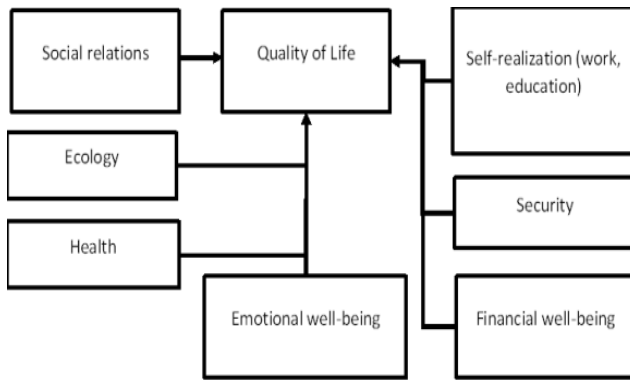 Social relations
Quality of Life
Self-realization (work,
education)
Ecology
Security
Health
Emotional well-being
Financial well-being